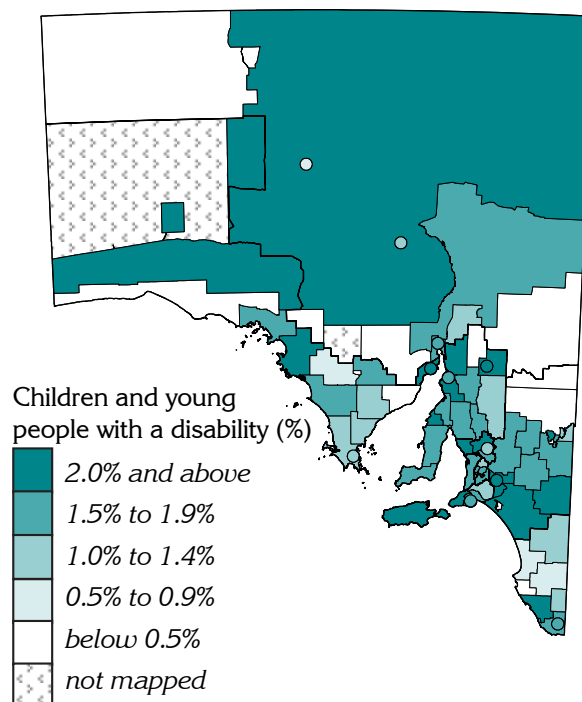 Children and young
people with a disability (%)
2.0% and above
1.5% to 1.9%
1.0% to 1.4%
0.5% to 0.9%
below 0.5%
not mapped